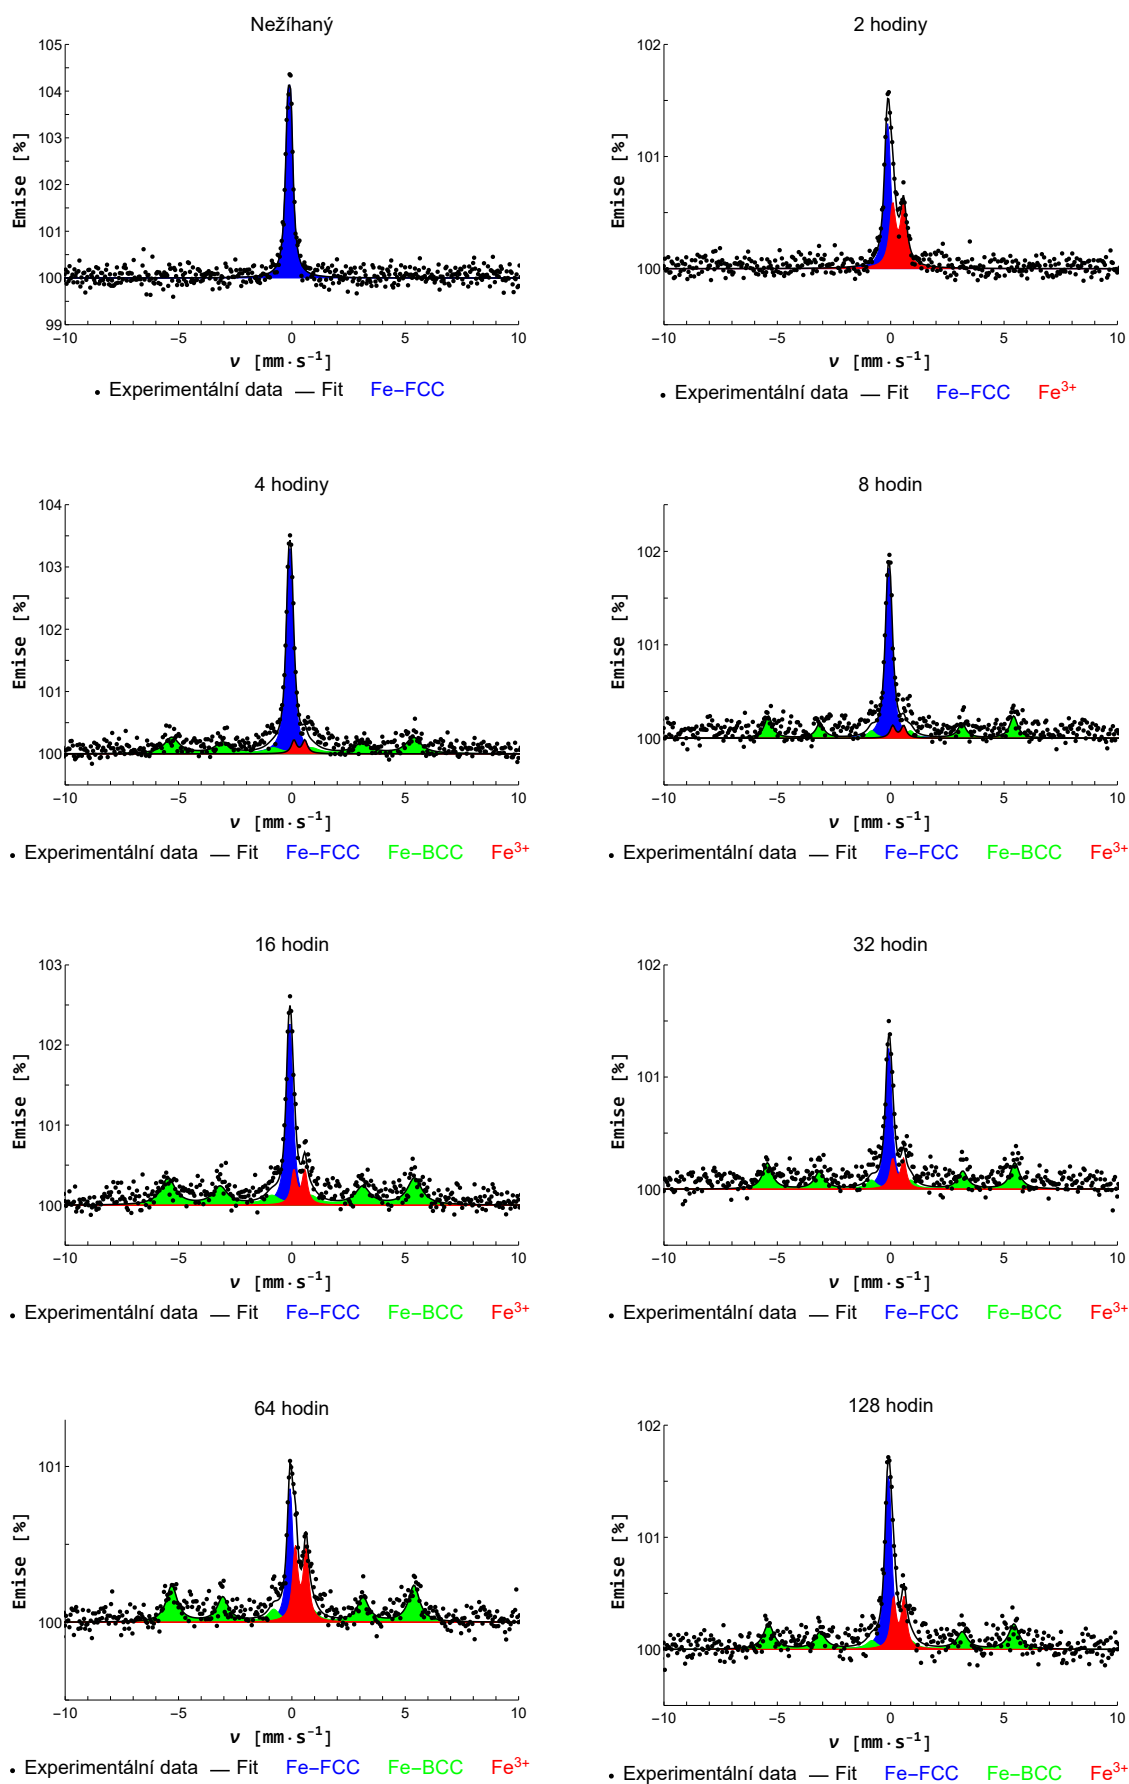 Nežíhaný
105
104
103
102
101
100
99
Emise [%]
−10 −5 0 5 10
ν [mm·s⁻¹]
• Experimentální data — Fit Fe−FCC
2 hodiny
102
101
100
Emise [%]
−10 −5 0 5 10
ν [mm·s⁻¹]
• Experimentální data — Fit Fe−FCC Fe³⁺
4 hodiny
104
103
102
101
100
Emise [%]
−10 −5 0 5 10
ν [mm·s⁻¹]
• Experimentální data — Fit Fe−FCC Fe−BCC Fe³⁺
8 hodin
102
101
100
Emise [%]
−10 −5 0 5 10
ν [mm·s⁻¹]
• Experimentální data — Fit Fe−FCC Fe−BCC Fe³⁺
16 hodin
103
102
101
100
Emise [%]
−10 −5 0 5 10
ν [mm·s⁻¹]
• Experimentální data — Fit Fe−FCC Fe−BCC Fe³⁺
32 hodin
102
101
100
Emise [%]
−10 −5 0 5 10
ν [mm·s⁻¹]
• Experimentální data — Fit Fe−FCC Fe−BCC Fe³⁺
64 hodin
101
100
Emise [%]
−10 −5 0 5 10
ν [mm·s⁻¹]
• Experimentální data — Fit Fe−FCC Fe−BCC Fe³⁺
128 hodin
102
101
100
Emise [%]
−10 −5 0 5 10
ν [mm·s⁻¹]
• Experimentální data — Fit Fe−FCC Fe−BCC Fe³⁺